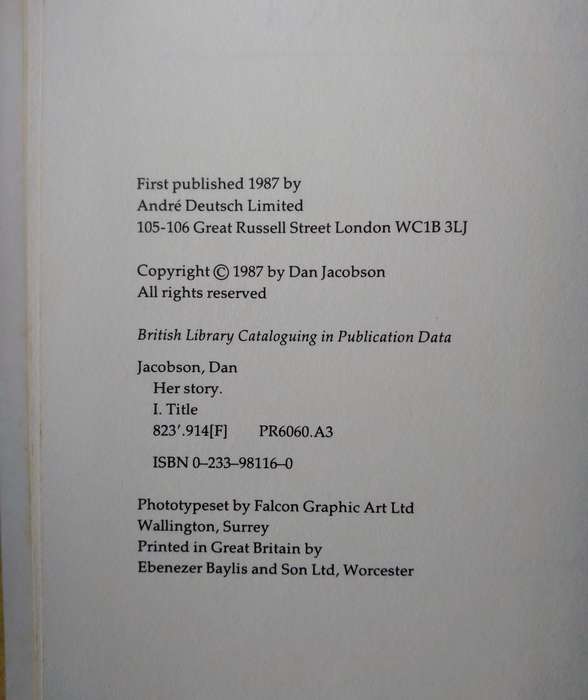 First published 1987 by
André Deutsch Limited
105-106 Great Russell Street London WC1B 3LJ
Copyright © 1987 by Dan Jacobson
All rights reserved
British Library Cataloguing in Publication Data
Jacobson, Dan
Her story.
I. Title
823′.914[F] PR6060.A3
ISBN 0–233–98116–0
Phototypeset by Falcon Graphic Art Ltd
Wallington, Surrey
Printed in Great Britain by
Ebenezer Baylis and Son Ltd, Worcester